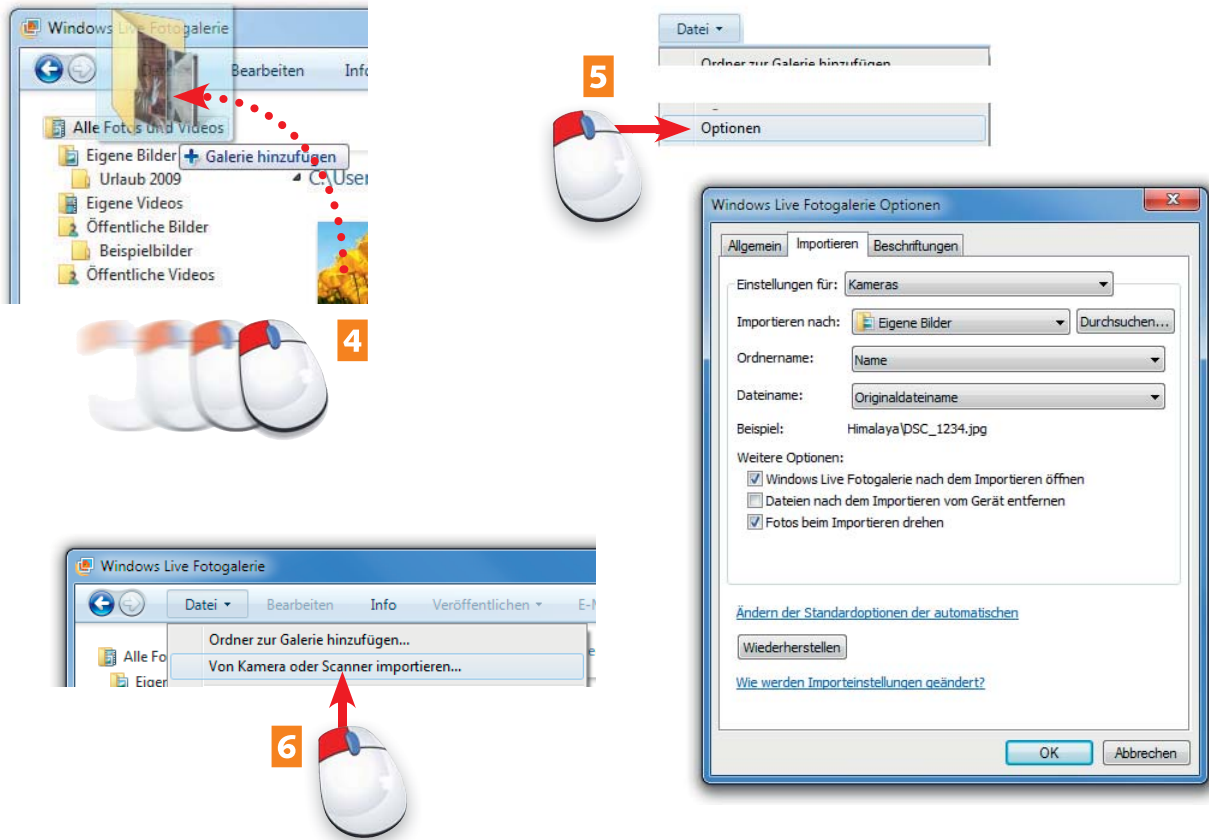 Windows Live Fotogalerie
Bearbeiten
Alle Fotos und Videos
Eigene Bilder
Galerie hinzufügen
Urlaub 2009
C:\User
Eigene Videos
Öffentliche Bilder
Beispielbilder
Öffentliche Videos
4
5
Datei
Ordner zur Galerie hinzufügen
Optionen
Windows Live Fotogalerie Optionen
Allgemein Importieren Beschriftungen
Einstellungen für: Kameras
Importieren nach: Eigene Bilder Durchsuchen...
Ordnername: Name
Dateiname: Originaldateiname
Beispiel: Himalaya\DSC_1234.jpg
Weitere Optionen:
Windows Live Fotogalerie nach dem Importieren öffnen
Dateien nach dem Importieren vom Gerät entfernen
Fotos beim Importieren drehen
Ändern der Standardoptionen der automatischen
Wiederherstellen
Wie werden Importeinstellungen geändert?
OK Abbrechen
Windows Live Fotogalerie
Datei Bearbeiten Info Veröffentlichen E-M
Ordner zur Galerie hinzufügen...
Alle Fo
Von Kamera oder Scanner importieren...
Eiger
6